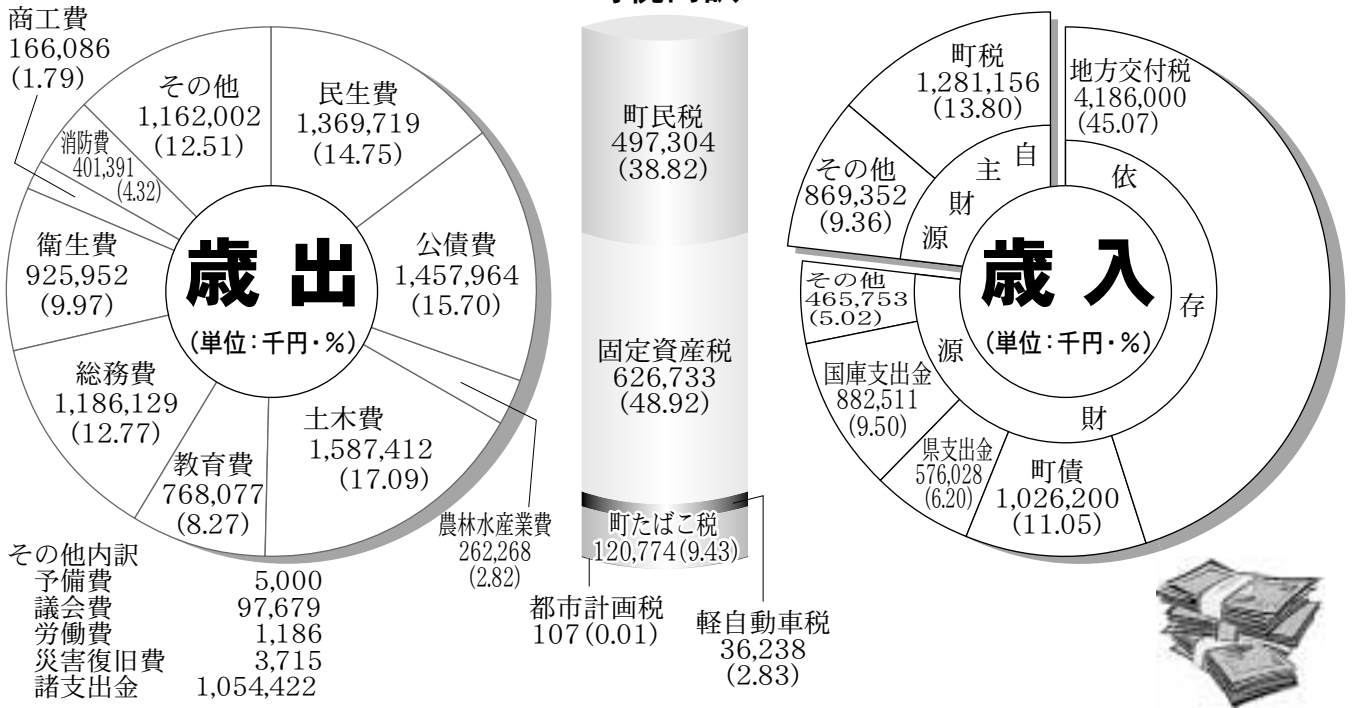 商工費
166,086
(1.79)
その他
1,162,002
(12.51)
民生費
1,369,719
(14.75)
消防費
401,391
(4.32)
衛生費
925,952
(9.97)
歳出
(単位:千円・%)
公債費
1,457,964
(15.70)
総務費
1,186,129
(12.77)
教育費
768,077
(8.27)
土木費
1,587,412
(17.09)
農林水産業費
262,268
(2.82)
その他内訳
予備費 5,000
議会費 97,679
労働費 1,186
災害復旧費 3,715
諸支出金 1,054,422
町民税
497,304
(38.82)
固定資産税
626,733
(48.92)
町たばこ税
120,774(9.43)
都市計画税
107(0.01)
軽自動車税
36,238
(2.83)
町税
1,281,156
(13.80)
地方交付税
4,186,000
(45.07)
その他
869,352
(9.36)
自主財源
依存財源
歳入
(単位:千円・%)
その他
465,753
(5.02)
国庫支出金
882,511
(9.50)
県支出金
576,028
(6.20)
町債
1,026,200
(11.05)